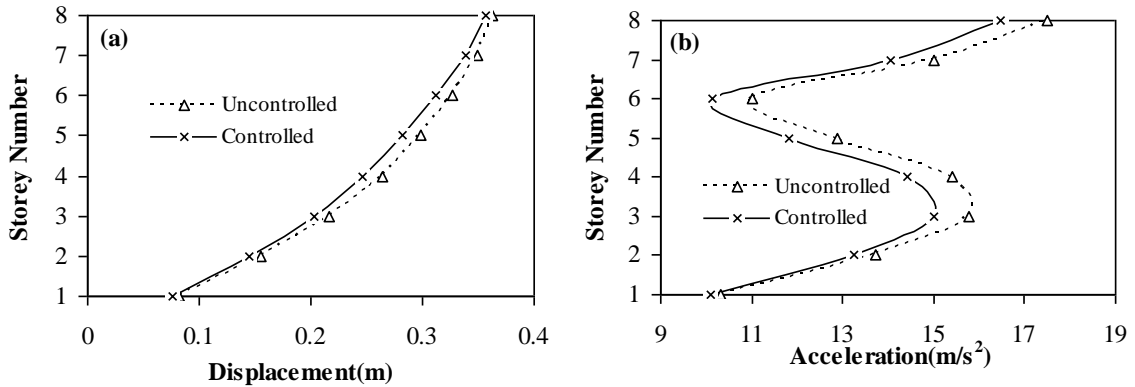 (a)
Storey Number
8
7
6
5
4
3
2
1
Uncontrolled
Controlled
0
0.1
0.2
0.3
0.4
Displacement(m)
(b)
Storey Number
8
7
6
5
4
3
2
1
Uncontrolled
Controlled
9
11
13
15
17
19
Acceleration(m/s²)